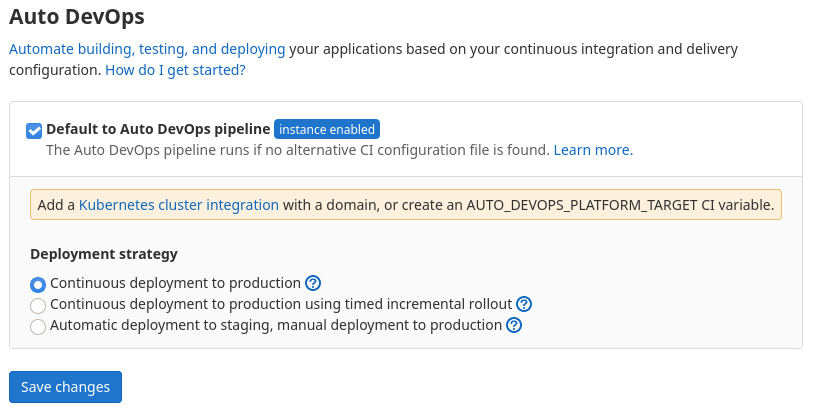 Auto DevOps
Automate building, testing, and deploying your applications based on your continuous integration and delivery
configuration. How do I get started?
Default to Auto DevOps pipeline instance enabled
The Auto DevOps pipeline runs if no alternative CI configuration file is found. Learn more.
Add a Kubernetes cluster integration with a domain, or create an AUTO_DEVOPS_PLATFORM_TARGET CI variable.
Deployment strategy
Continuous deployment to production ?
Continuous deployment to production using timed incremental rollout ?
Automatic deployment to staging, manual deployment to production ?
Save changes